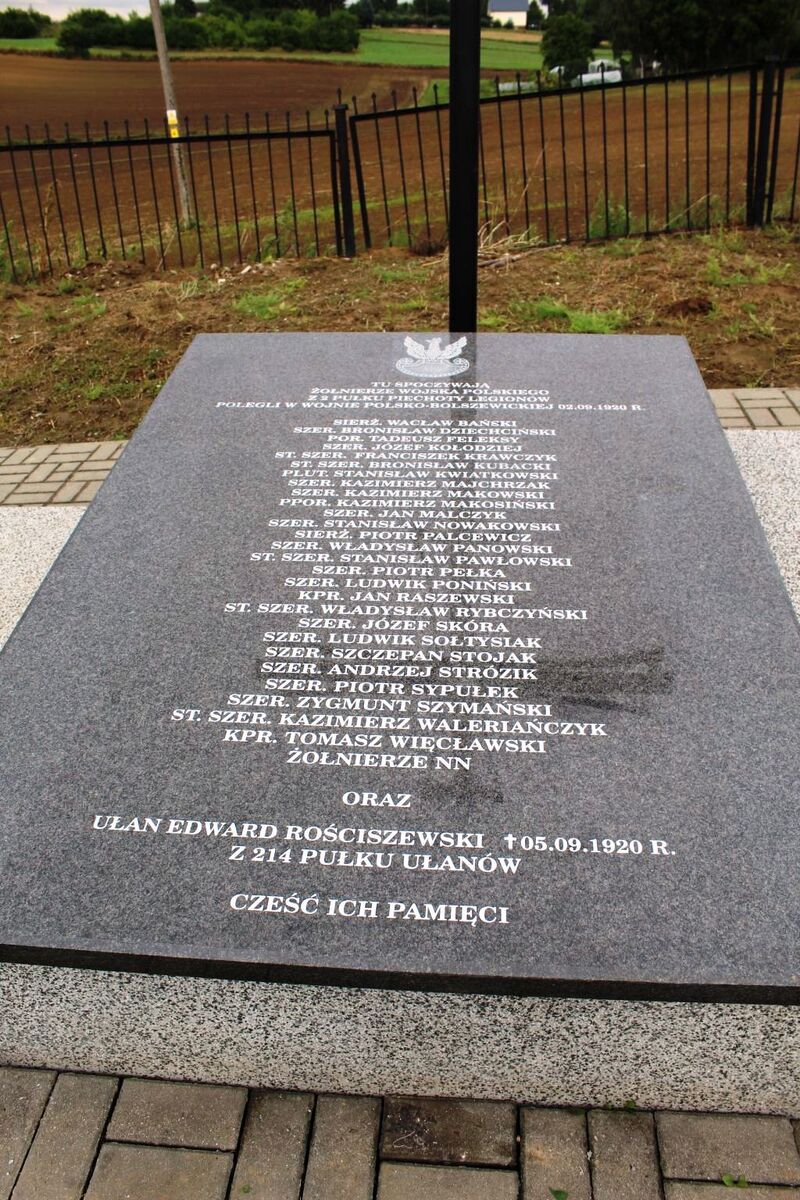 TU SPOCZYWAJĄ
ŻOŁNIERZE WOJSKA POLSKIEGO
Z 2 PUŁKU PIECHOTY LEGIONÓW
POLEGLI W WOJNIE POLSKO-BOLSZEWICKIEJ 02.09.1920 R.
SIERŻ. WACŁAW BAŃSKI
SZER. BRONISŁAW DZIECHCIŃSKI
POR. TADEUSZ FELEKSY
SZER. JÓZEF KOŁODZIEJ
ST. SZER. FRANCISZEK KRAWCZYK
ST. SZER. BRONISŁAW KUBACKI
PLUT. STANISŁAW KWIATKOWSKI
SZER. KAZIMIERZ MAJCHRZAK
SZER. KAZIMIERZ MAKOWSKI
PPOR. KAZIMIERZ MAKOSIŃSKI
SZER. JAN MALCZYK
SZER. STANISŁAW NOWAKOWSKI
SIERŻ. PIOTR PALCEWICZ
SZER. WŁADYSŁAW PANOWSKI
ST. SZER. STANISŁAW PAWŁOWSKI
SZER. PIOTR PEŁKA
SZER. LUDWIK PONIŃSKI
KPR. JAN RASZEWSKI
ST. SZER. WŁADYSŁAW RYBCZYŃSKI
SZER. JÓZEF SKÓRA
SZER. LUDWIK SOŁTYSIAK
SZER. SZCZEPAN STOJAK
SZER. ANDRZEJ STRÓZIK
SZER. PIOTR SYPUŁEK
SZER. ZYGMUNT SZYMAŃSKI
ST. SZER. KAZIMIERZ WALERIAŃCZYK
KPR. TOMASZ WIĘCŁAWSKI
ŻOŁNIERZE NN
ORAZ
UŁAN EDWARD ROŚCISZEWSKI ✝05.09.1920 R.
Z 214 PUŁKU UŁANÓW
CZEŚĆ ICH PAMIĘCI